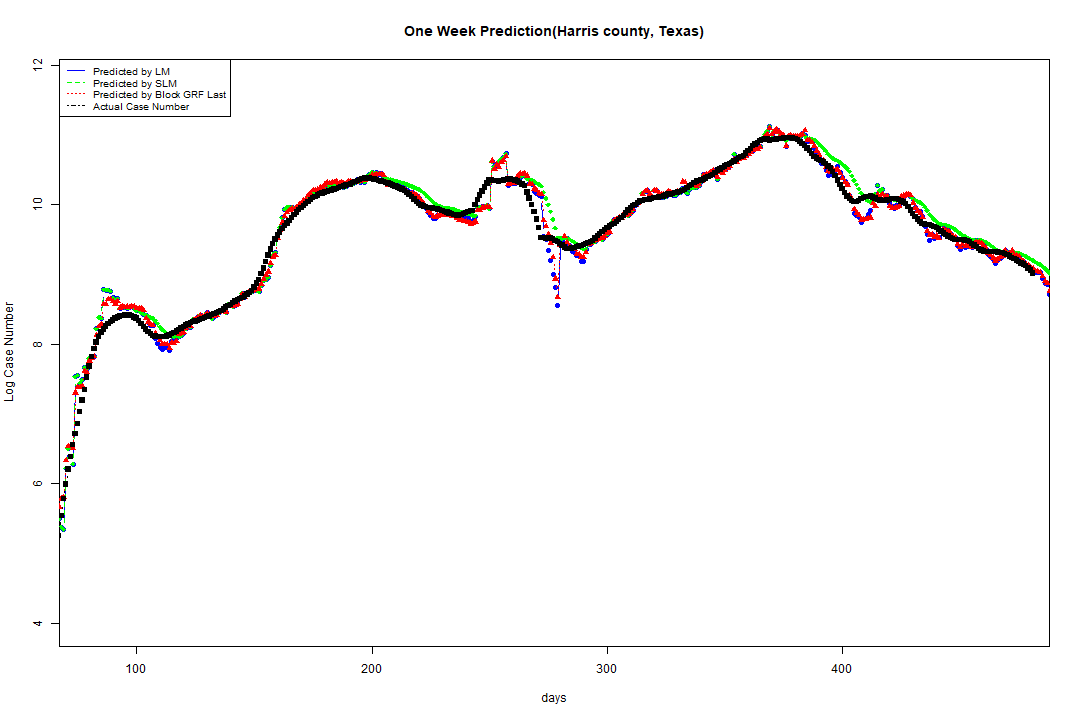 One Week Prediction(Harris county, Texas)
Predicted by LM
Predicted by SLM
Predicted by Block GRF Last
Actual Case Number
12
10
8
6
4
Log Case Number
100
200
300
400
days